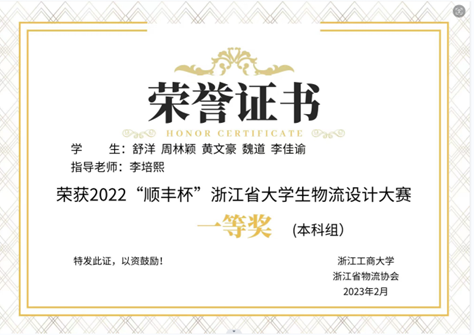 荣誉证书
HONOR CERTIFICATE
学 生：舒洋 周林颖 黄文豪 魏道 李佳谕
指导老师：李培熙
荣获2022“顺丰杯”浙江省大学生物流设计大赛
一等奖 (本科组)
特发此证，以资鼓励！
浙江工商大学
浙江省物流协会
2023年2月